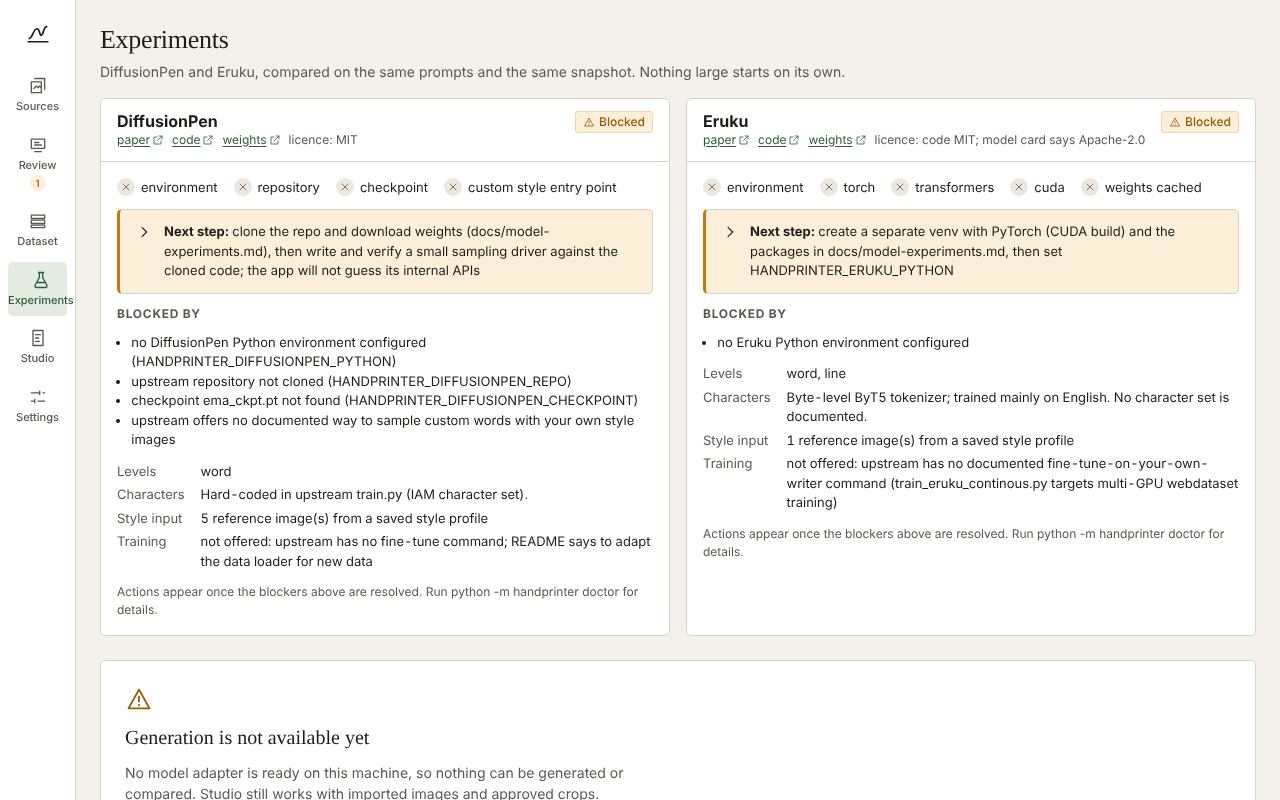 Experiments
DiffusionPen and Eruku, compared on the same prompts and the same snapshot. Nothing large starts on its own.
Sources
Review
1
Dataset
Experiments
Studio
Settings
DiffusionPen
Blocked
paper code weights licence: MIT
environment repository checkpoint custom style entry point
Next step: clone the repo and download weights (docs/model-
experiments.md), then write and verify a small sampling driver against the
cloned code; the app will not guess its internal APIs
BLOCKED BY
• no DiffusionPen Python environment configured
(HANDPRINTER_DIFFUSIONPEN_PYTHON)
• upstream repository not cloned (HANDPRINTER_DIFFUSIONPEN_REPO)
• checkpoint ema_ckpt.pt not found (HANDPRINTER_DIFFUSIONPEN_CHECKPOINT)
• upstream offers no documented way to sample custom words with your own style
images
Levels word
Characters Hard-coded in upstream train.py (IAM character set).
Style input 5 reference image(s) from a saved style profile
Training not offered: upstream has no fine-tune command; README says to adapt
the data loader for new data
Actions appear once the blockers above are resolved. Run python -m handprinter doctor for
details.
Eruku
Blocked
paper code weights licence: code MIT; model card says Apache-2.0
environment torch transformers cuda weights cached
Next step: create a separate venv with PyTorch (CUDA build) and the
packages in docs/model-experiments.md, then set
HANDPRINTER_ERUKU_PYTHON
BLOCKED BY
• no Eruku Python environment configured
Levels word, line
Characters Byte-level ByT5 tokenizer; trained mainly on English. No character set is
documented.
Style input 1 reference image(s) from a saved style profile
Training not offered: upstream has no documented fine-tune-on-your-own-
writer command (train_eruku_continous.py targets multi-GPU webdataset
training)
Actions appear once the blockers above are resolved. Run python -m handprinter doctor for
details.
Generation is not available yet
No model adapter is ready on this machine, so nothing can be generated or
compared. Studio still works with imported images and approved crops.